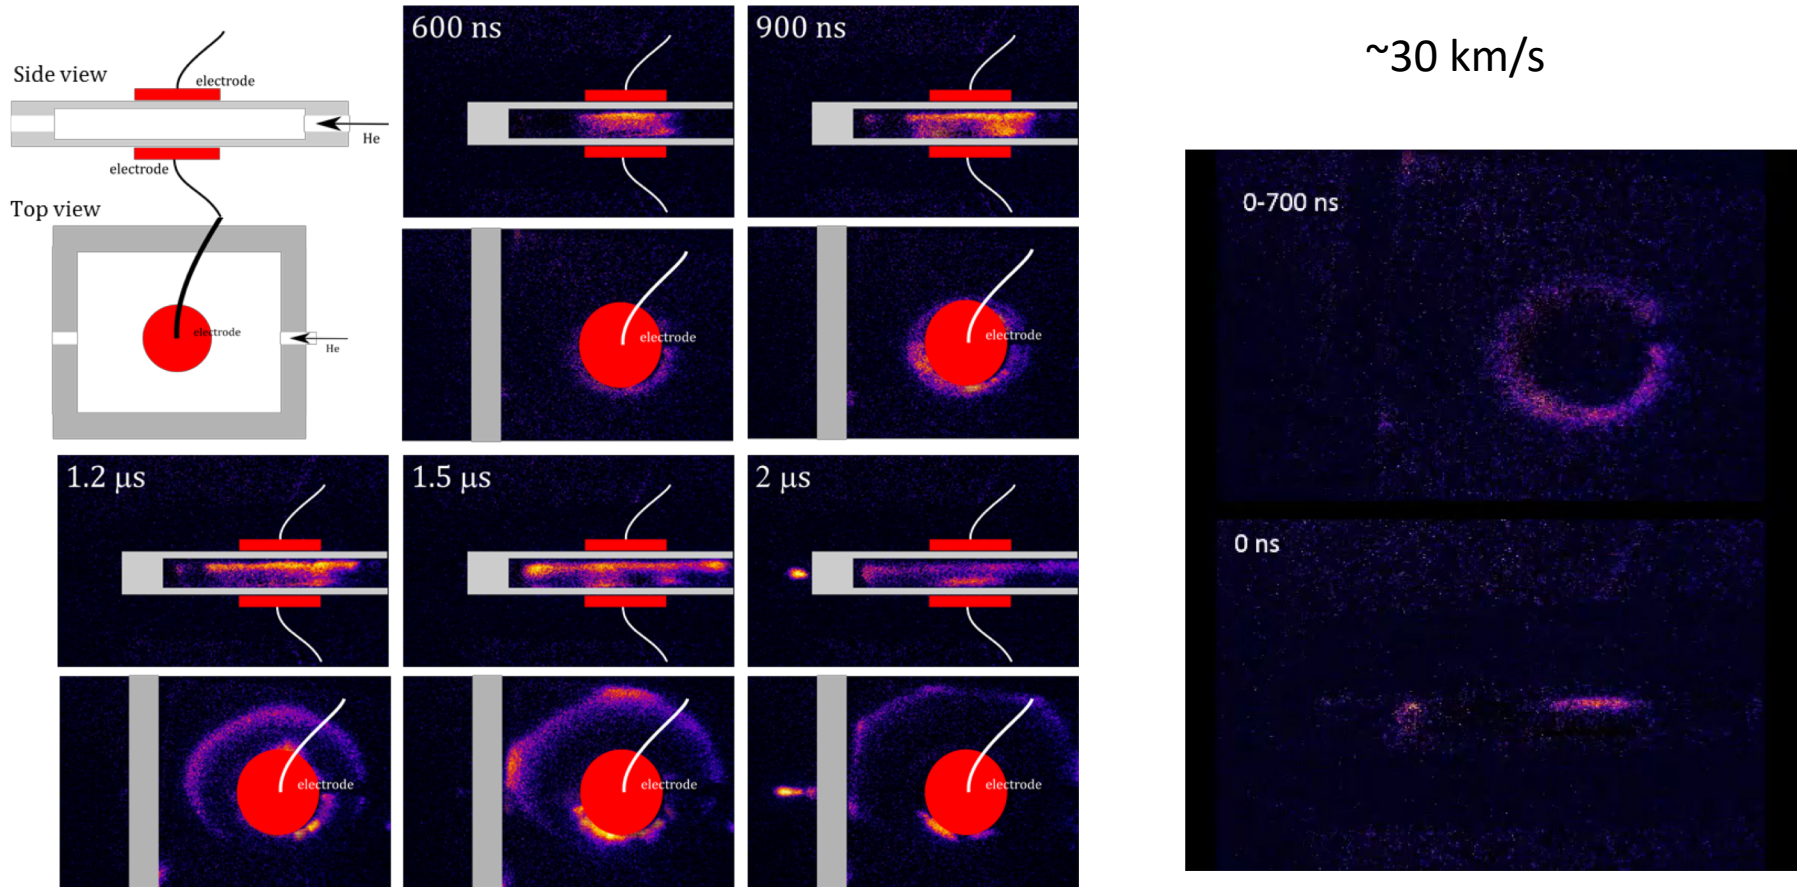 Side view
electrode
He
electrode
Top view
electrode
He
600 ns
900 ns
electrode
electrode
1.2 μs
1.5 μs
2 μs
electrode
electrode
electrode
~30 km/s
0-700 ns
0 ns